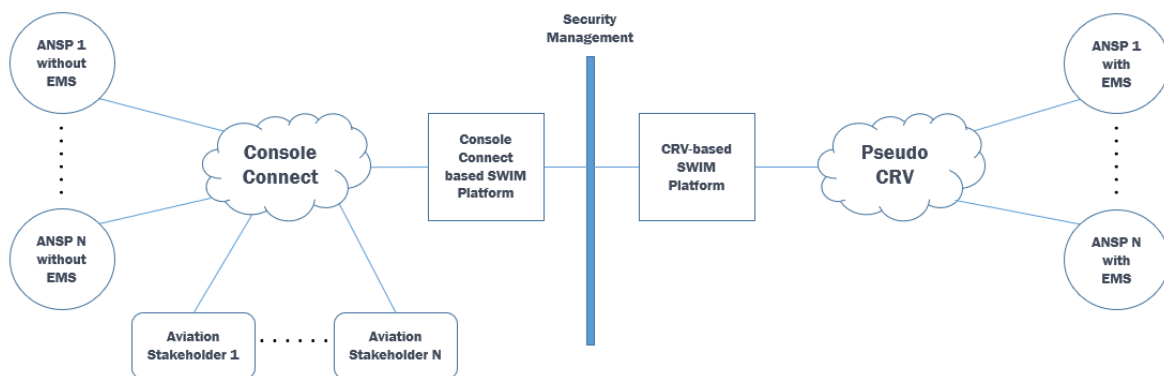 Security
Management
ANSP 1
without
EMS
Console
Connect
Console
Connect
based SWIM
Platform
CRV-based
SWIM
Platform
Pseudo
CRV
ANSP 1
with
EMS
ANSP N
without
EMS
ANSP N
with
EMS
Aviation
Stakeholder 1
Aviation
Stakeholder N